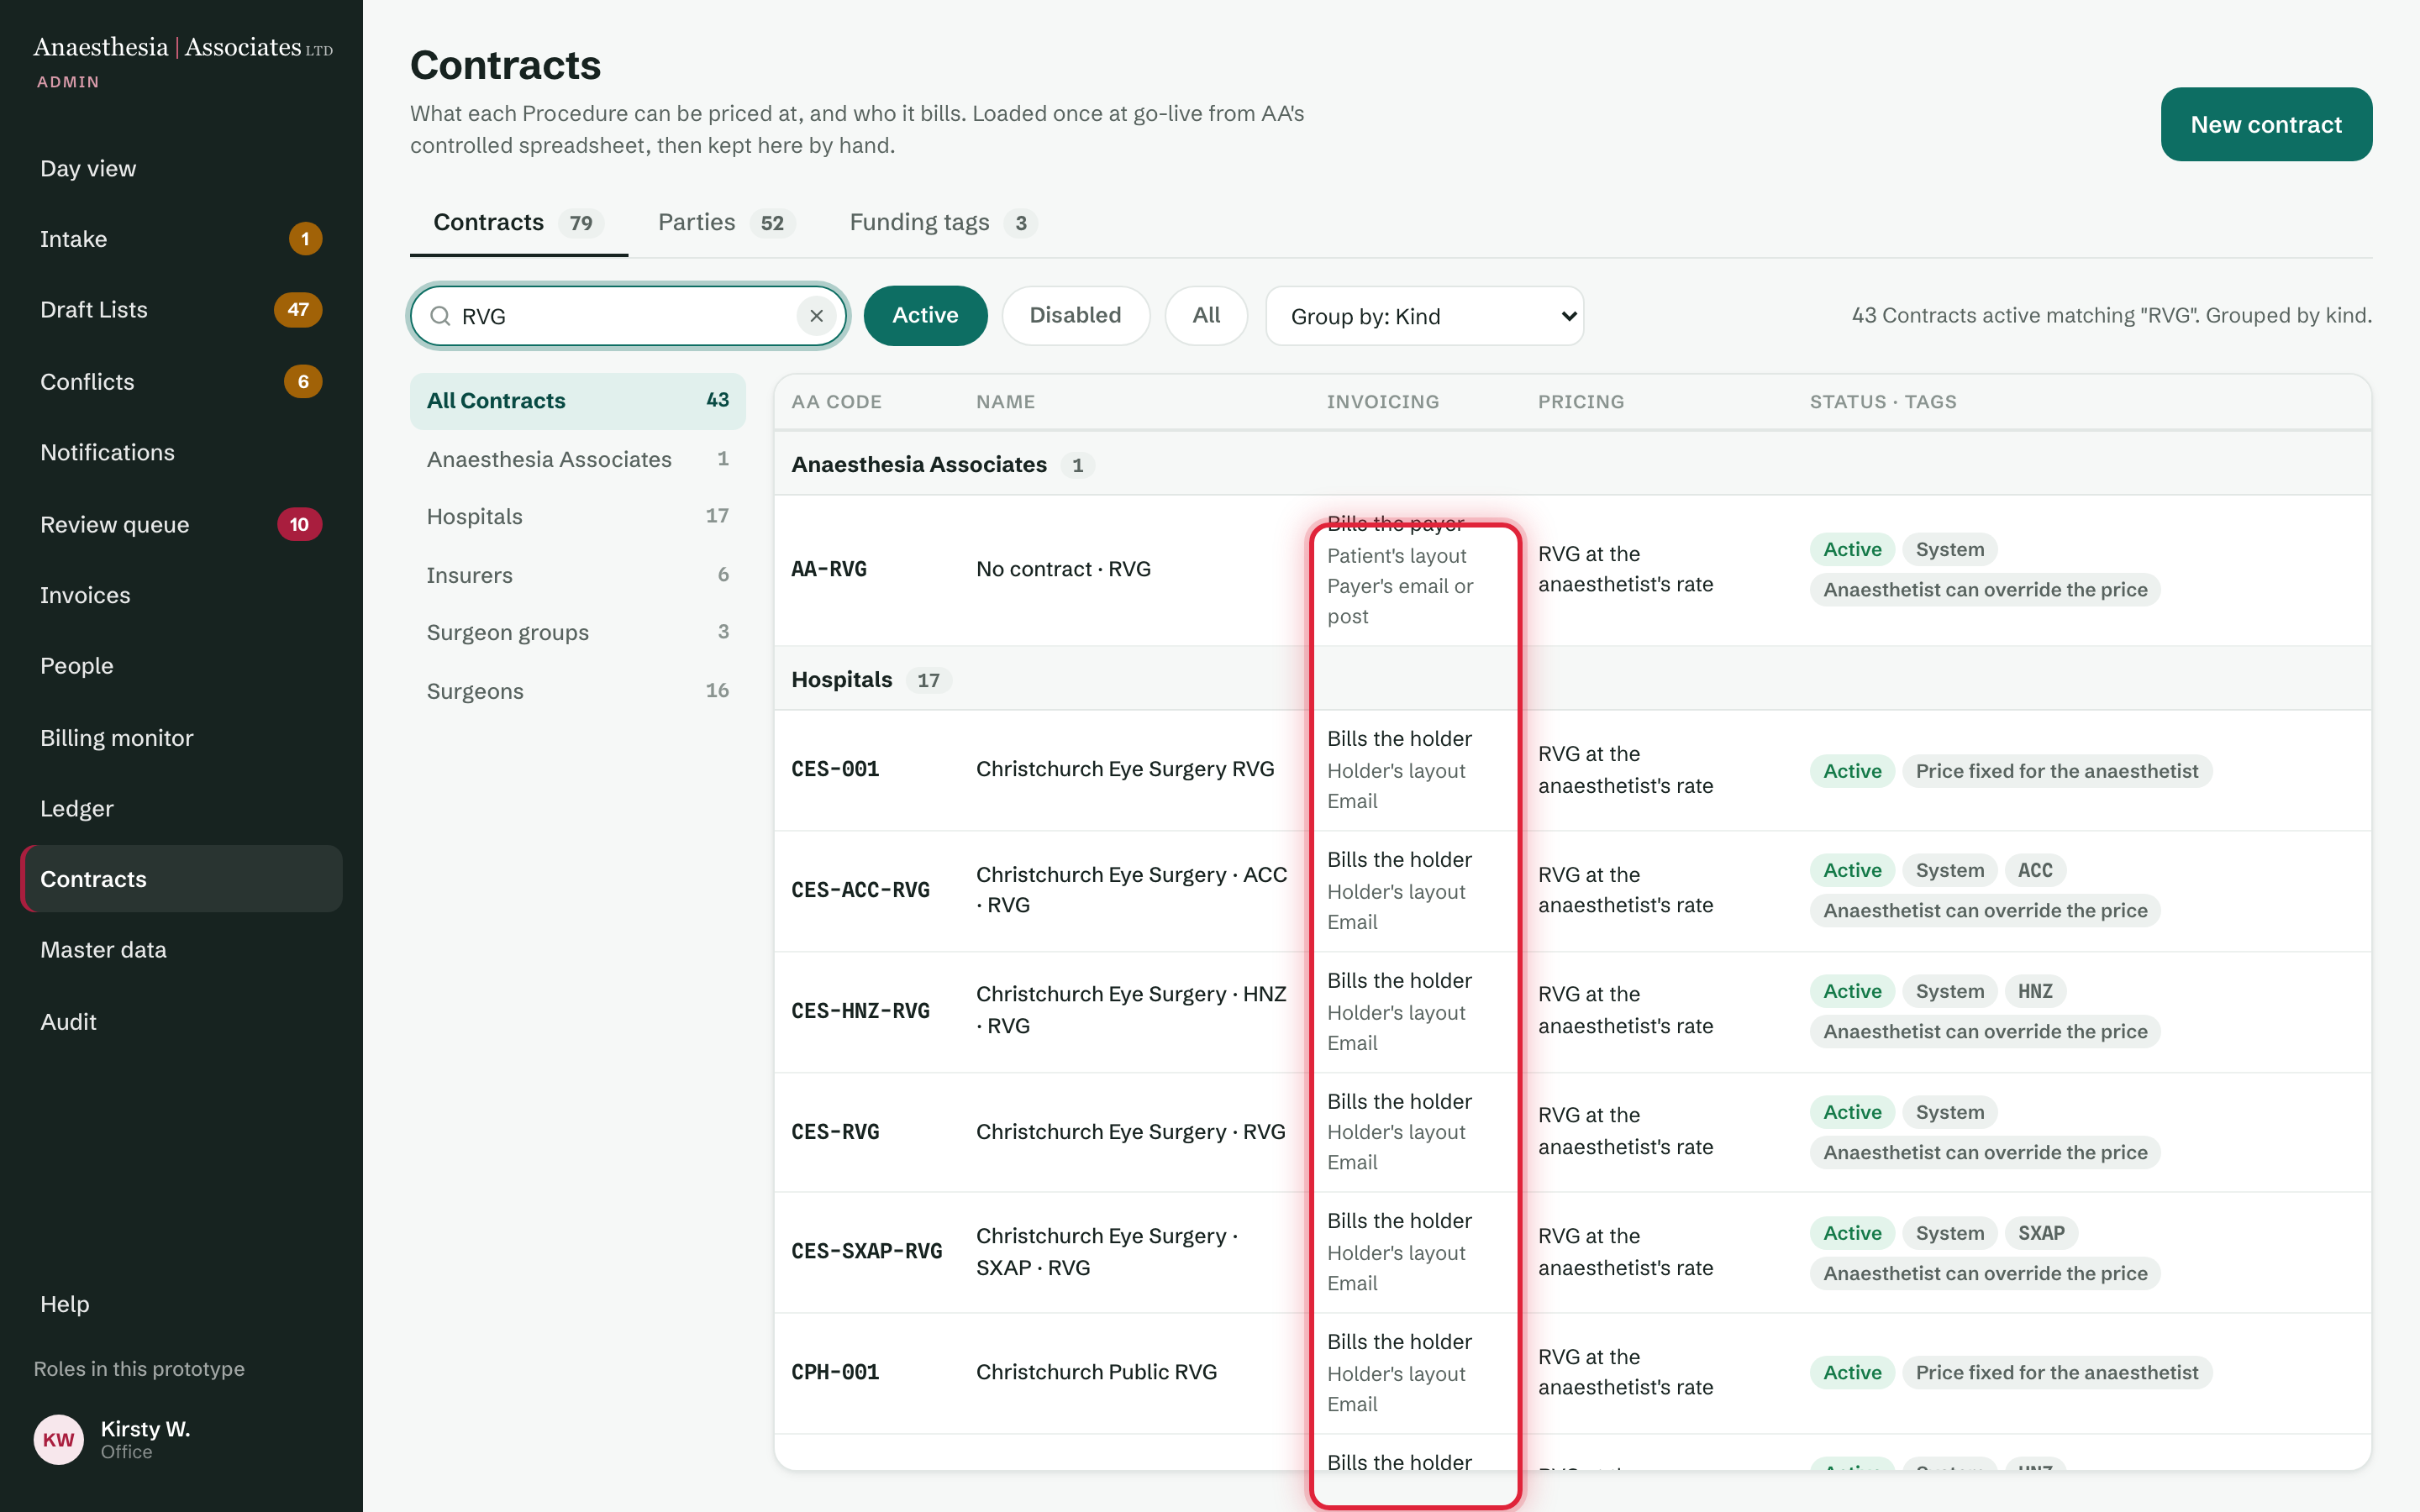 Anaesthesia | Associates LTD
ADMIN
Day view
Intake 1
Draft Lists 47
Conflicts 6
Notifications
Review queue 10
Invoices
People
Billing monitor
Ledger
Contracts
Master data
Audit
Help
Roles in this prototype
KW
Kirsty W.
Office
Contracts
What each Procedure can be priced at, and who it bills. Loaded once at go-live from AA's
controlled spreadsheet, then kept here by hand.
New contract
Contracts 79 Parties 52 Funding tags 3
RVG
Active Disabled All Group by: Kind
43 Contracts active matching "RVG". Grouped by kind.
All Contracts 43
Anaesthesia Associates 1
Hospitals 17
Insurers 6
Surgeon groups 3
Surgeons 16
AA CODE NAME INVOICING PRICING STATUS · TAGS
Anaesthesia Associates 1
AA-RVG
No contract · RVG
Bills the payer
Patient's layout
Payer's email or
post
RVG at the
anaesthetist's rate
Active System
Anaesthetist can override the price
Hospitals 17
CES-001
Christchurch Eye Surgery RVG
Bills the holder
Holder's layout
Email
RVG at the
anaesthetist's rate
Active Price fixed for the anaesthetist
CES-ACC-RVG
Christchurch Eye Surgery · ACC
· RVG
Bills the holder
Holder's layout
Email
RVG at the
anaesthetist's rate
Active System ACC
Anaesthetist can override the price
CES-HNZ-RVG
Christchurch Eye Surgery · HNZ
· RVG
Bills the holder
Holder's layout
Email
RVG at the
anaesthetist's rate
Active System HNZ
Anaesthetist can override the price
CES-RVG
Christchurch Eye Surgery · RVG
Bills the holder
Holder's layout
Email
RVG at the
anaesthetist's rate
Active System
Anaesthetist can override the price
CES-SXAP-RVG
Christchurch Eye Surgery ·
SXAP · RVG
Bills the holder
Holder's layout
Email
RVG at the
anaesthetist's rate
Active System SXAP
Anaesthetist can override the price
CPH-001
Christchurch Public RVG
Bills the holder
Holder's layout
Email
RVG at the
anaesthetist's rate
Active Price fixed for the anaesthetist
Bills the holder